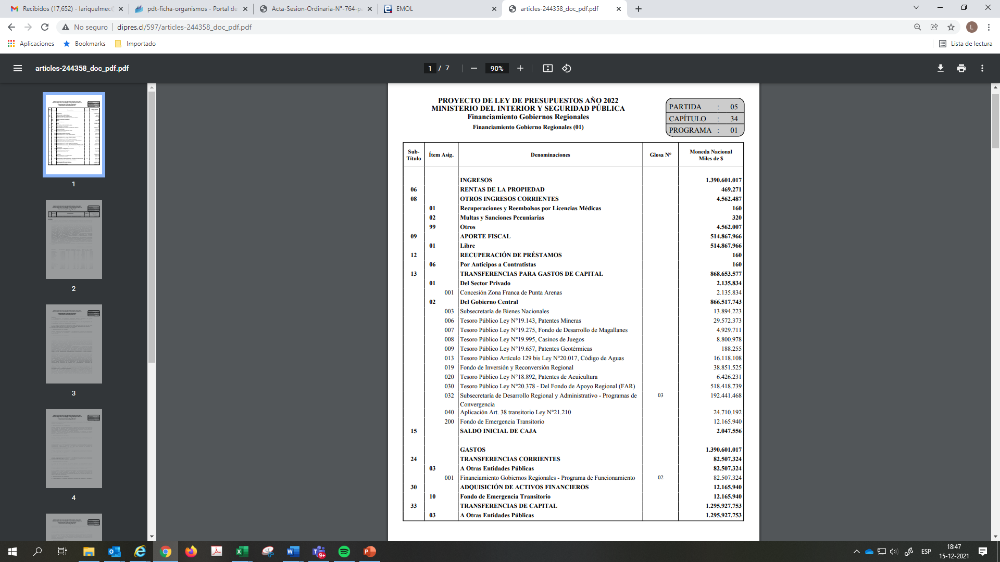 Recibidos (17,652) - lariquelmec
pdt-ficha-organismos - Portal de
Acta-Sesion-Ordinaria-N°-764-p
EMOL
articles-244358_doc_pdf.pdf
No seguro
dipres.cl/597/articles-244358_doc_pdf.pdf
L
Aplicaciones
Bookmarks
Importado
Lista de lectura
articles-244358_doc_pdf.pdf
1 / 7
90%
1
2
3
4
PROYECTO DE LEY DE PRESUPUESTOS AÑO 2022
MINISTERIO DEL INTERIOR Y SEGURIDAD PÚBLICA
Financiamiento Gobiernos Regionales
Financiamiento Gobierno Regionales (01)
PARTIDA : 05
CAPÍTULO : 34
PROGRAMA : 01
Sub-Título Ítem Asig. Denominaciones Glosa N° Moneda Nacional Miles de $
INGRESOS 1.390.601.017
06 RENTAS DE LA PROPIEDAD 469.271
08 OTROS INGRESOS CORRIENTES 4.562.487
01 Recuperaciones y Reembolsos por Licencias Médicas 160
02 Multas y Sanciones Pecuniarias 320
99 Otros 4.562.007
09 APORTE FISCAL 514.867.966
01 Libre 514.867.966
12 RECUPERACIÓN DE PRÉSTAMOS 160
06 Por Anticipos a Contratistas 160
13 TRANSFERENCIAS PARA GASTOS DE CAPITAL 868.653.577
01 Del Sector Privado 2.135.834
001 Concesión Zona Franca de Punta Arenas 2.135.834
02 Del Gobierno Central 866.517.743
003 Subsecretaría de Bienes Nacionales 13.894.223
006 Tesoro Público Ley N°19.143, Patentes Mineras 29.572.373
007 Tesoro Público Ley N°19.275, Fondo de Desarrollo de Magallanes 4.929.711
008 Tesoro Público Ley N°19.995, Casinos de Juegos 8.800.978
009 Tesoro Público Ley N°19.657, Patentes Geotérmicas 188.255
013 Tesoro Público Artículo 129 bis Ley N°20.017, Código de Aguas 16.118.108
019 Fondo de Inversión y Reconversión Regional 38.851.525
020 Tesoro Público Ley N°18.892, Patentes de Acuicultura 6.426.231
030 Tesoro Público Ley N°20.378 - Del Fondo de Apoyo Regional (FAR) 518.418.739
032 Subsecretaría de Desarrollo Regional y Administrativo - Programas de 03 192.441.468
Convergencia
040 Aplicación Art. 38 transitorio Ley N°21.210 24.710.192
200 Fondo de Emergencia Transitorio 12.165.940
15 SALDO INICIAL DE CAJA 2.047.556
GASTOS 1.390.601.017
24 TRANSFERENCIAS CORRIENTES 82.507.324
03 A Otras Entidades Públicas 82.507.324
001 Financiamiento Gobiernos Regionales - Programa de Funcionamiento 02 82.507.324
30 ADQUISICIÓN DE ACTIVOS FINANCIEROS 12.165.940
10 Fondo de Emergencia Transitorio 12.165.940
33 TRANSFERENCIAS DE CAPITAL 1.295.927.753
03 A Otras Entidades Públicas 1.295.927.753
9+
ESP
18:47
15-12-2021